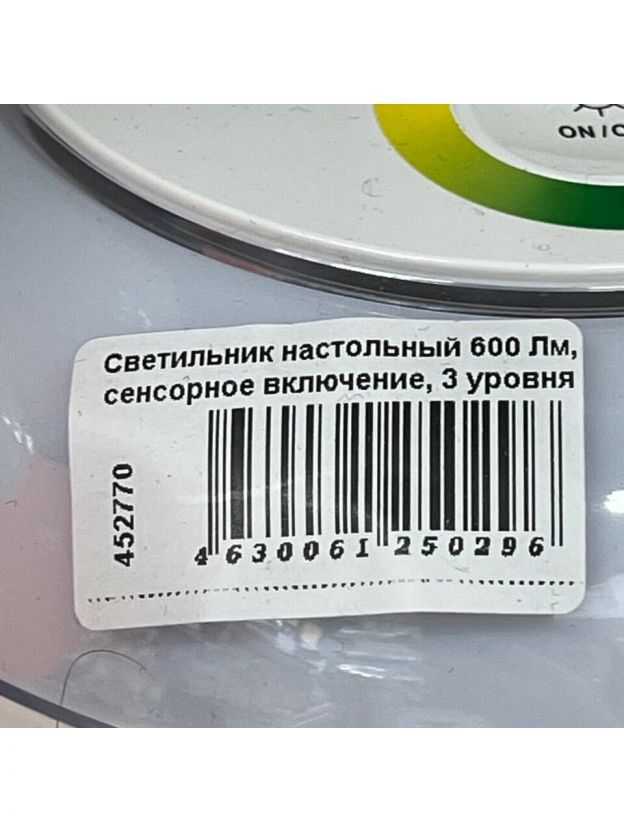 ON/O
Светильник настольный 600 Лм,
сенсорное включение, 3 уровня
452770
4 630061 250296